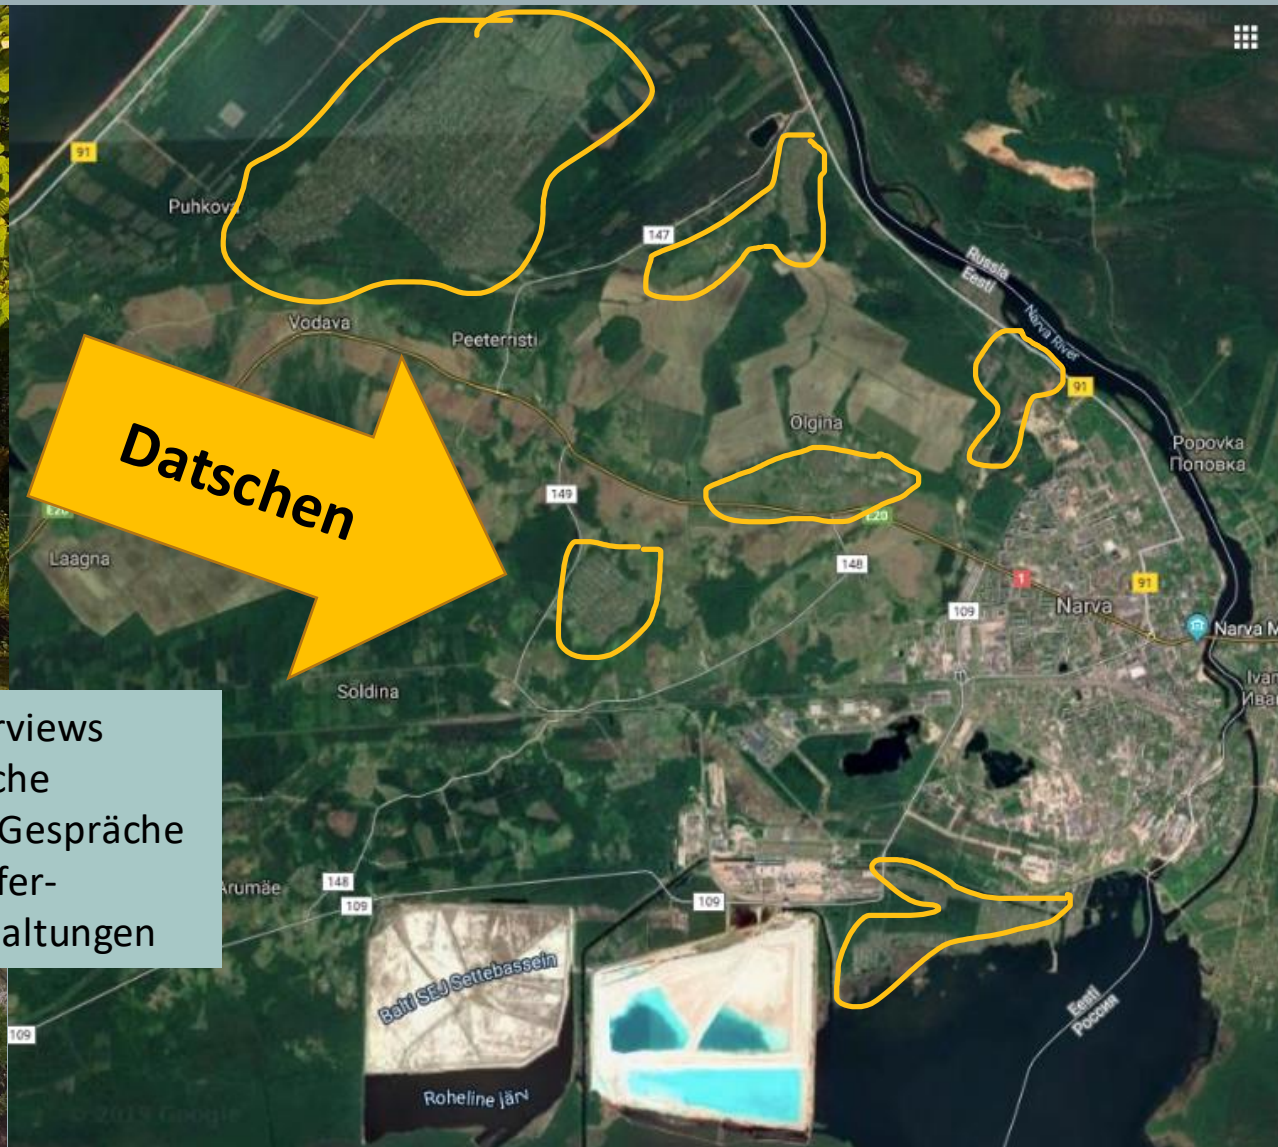 91
Puhkova
147
Russia
Eesti
Narva River
Vodava
Peeterristi
91
Olgina
Popovka
Поповка
Datschen
149
E20
E20
148
Laagna
1
91
109
Narva
Narva M
Soldina
Ivan
Иван
rviews
che
Gespräche
fer-
altungen
Arumäe
148
109
109
Balti SEJ Settebassein
Eesti
Россия
109
Roheline järv
© 2019 Google